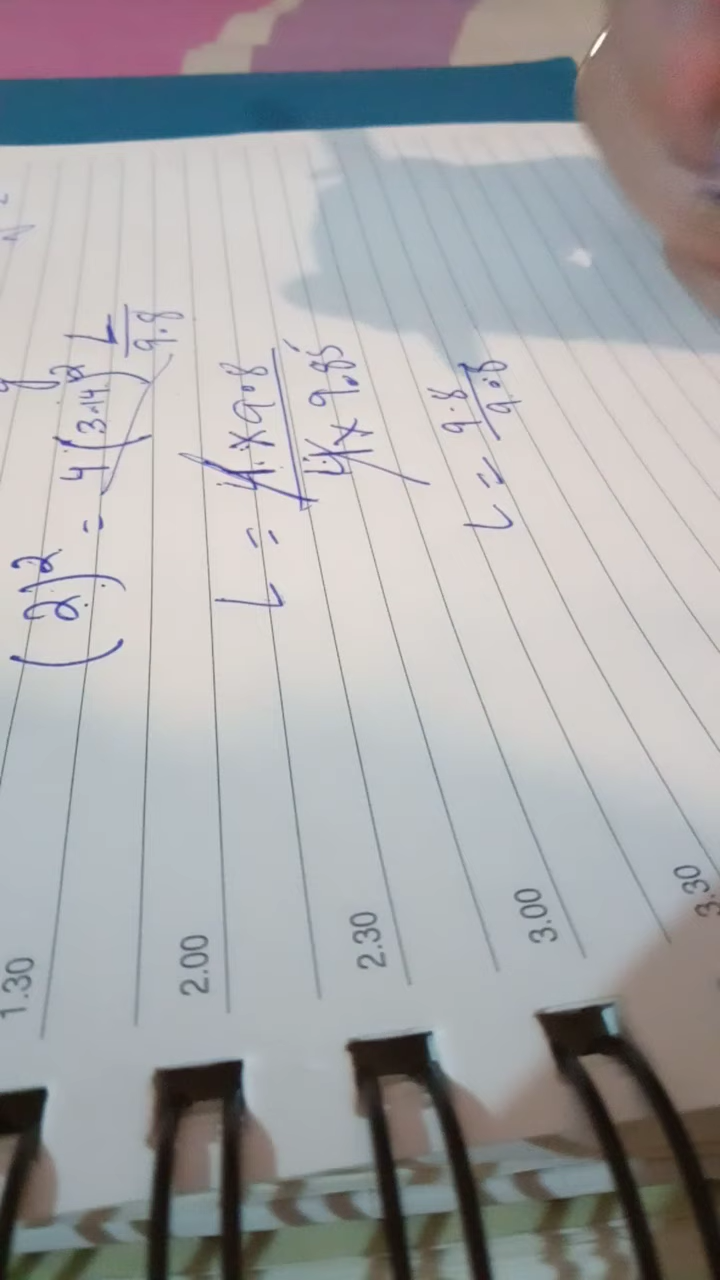 1.30
(2)² = 4(3.14)² L/9.8
2.00
L = 4×9.8/4×9.85
2.30
3.00
L = 9.8/9.8
3.30